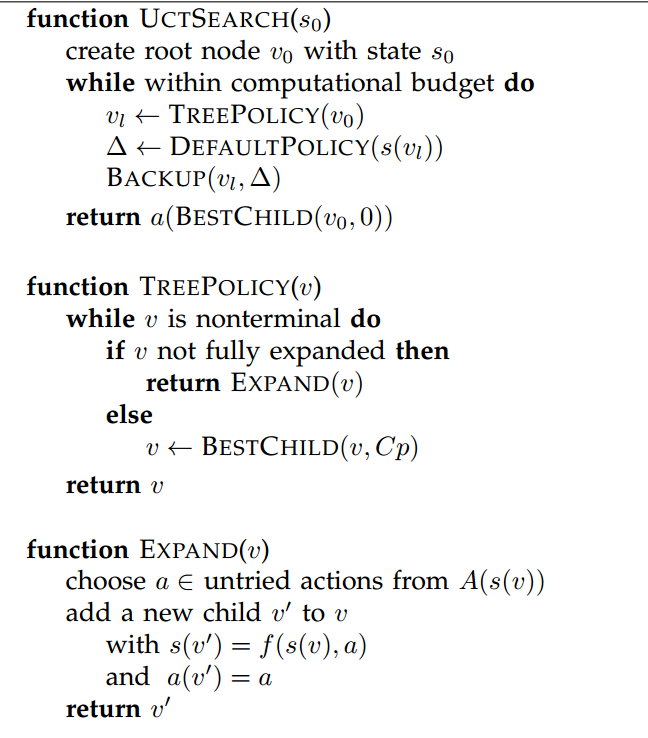 function UCTSEARCH(s₀)
create root node v₀ with state s₀
while within computational budget do
vₗ ← TREEPOLICY(v₀)
Δ ← DEFAULTPOLICY(s(vₗ))
BACKUP(vₗ, Δ)
return a(BESTCHILD(v₀, 0))
function TREEPOLICY(v)
while v is nonterminal do
if v not fully expanded then
return EXPAND(v)
else
v ← BESTCHILD(v, Cp)
return v
function EXPAND(v)
choose a ∈ untried actions from A(s(v))
add a new child v′ to v
with s(v′) = f(s(v), a)
and a(v′) = a
return v′